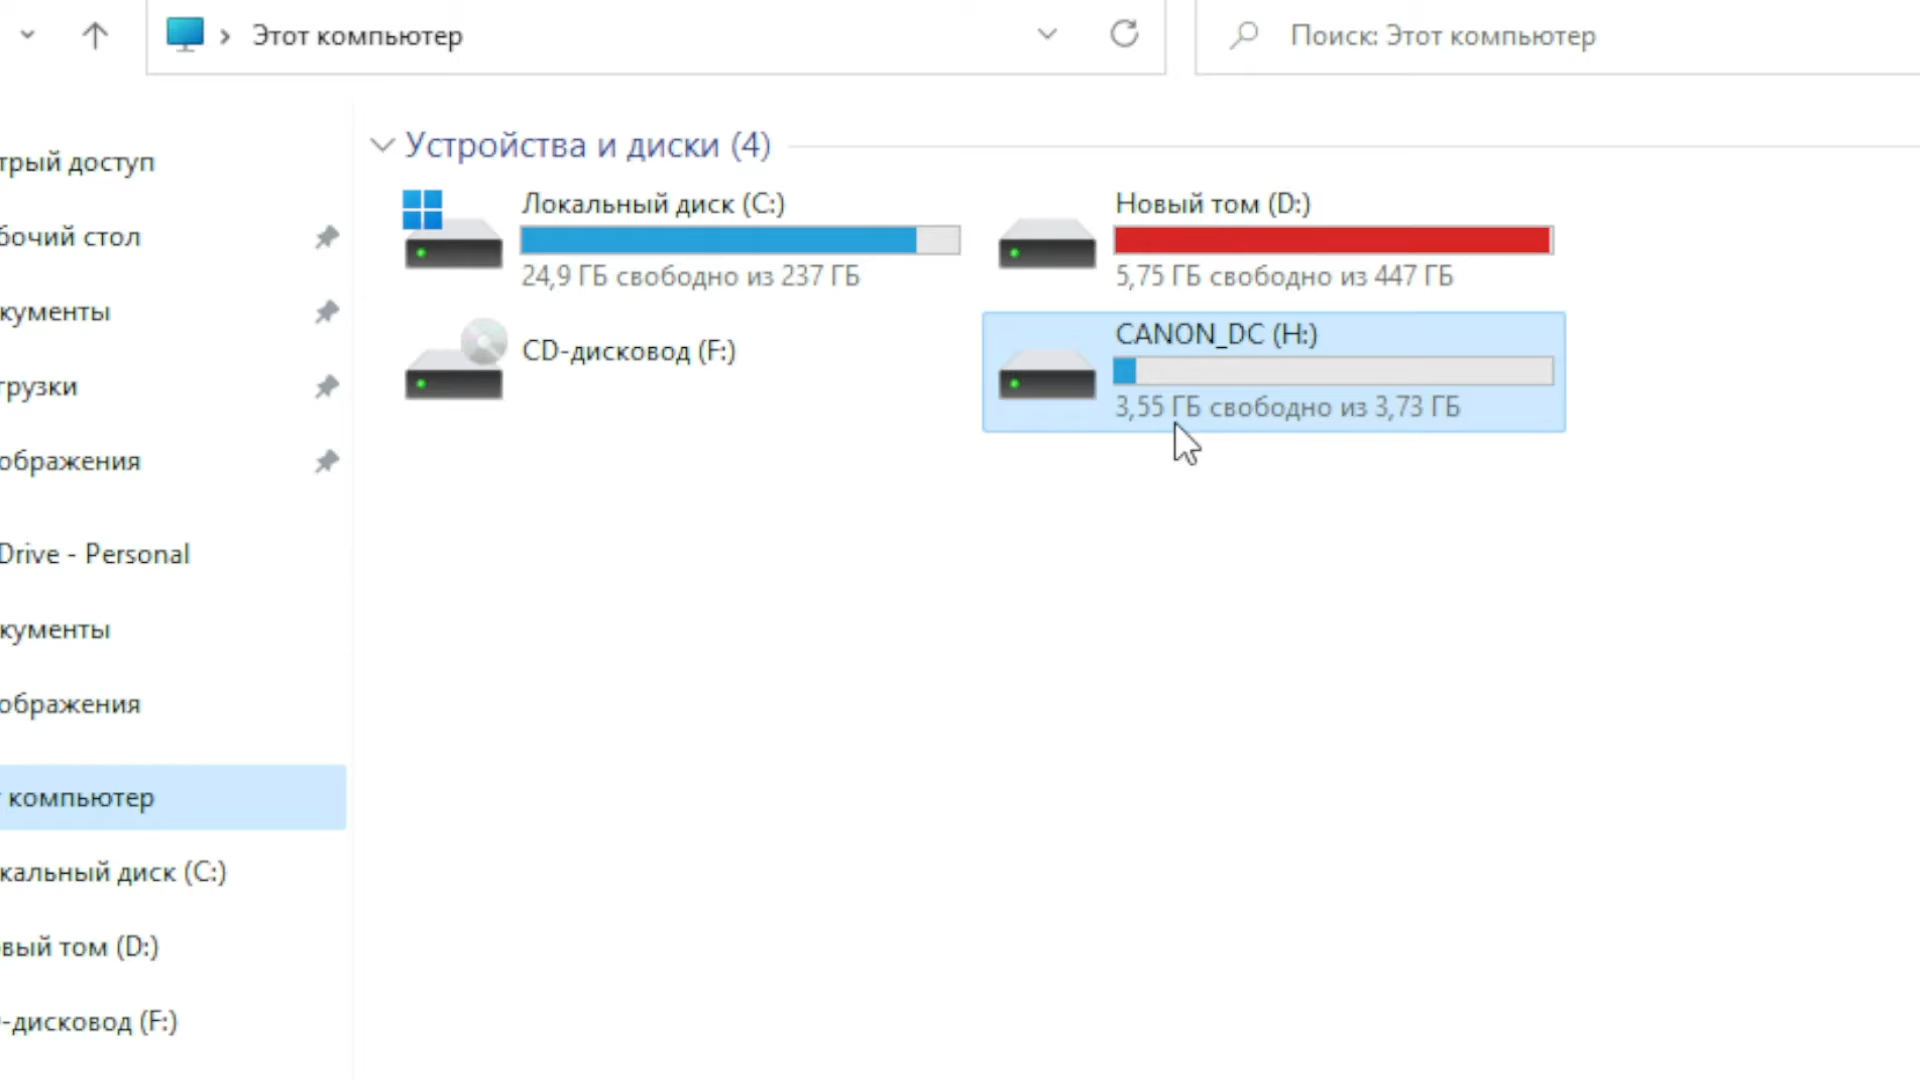 Этот компьютер
Поиск: Этот компьютер
трый доступ
бочий стол
кументы
грузки
ображения
Drive - Personal
кументы
ображения
т компьютер
кальный диск (C:)
вый том (D:)
-дисковод (F:)
Устройства и диски (4)
Локальный диск (C:)
24,9 ГБ свободно из 237 ГБ
Новый том (D:)
5,75 ГБ свободно из 447 ГБ
CD-дисковод (F:)
CANON_DC (H:)
3,55 ГБ свободно из 3,73 ГБ